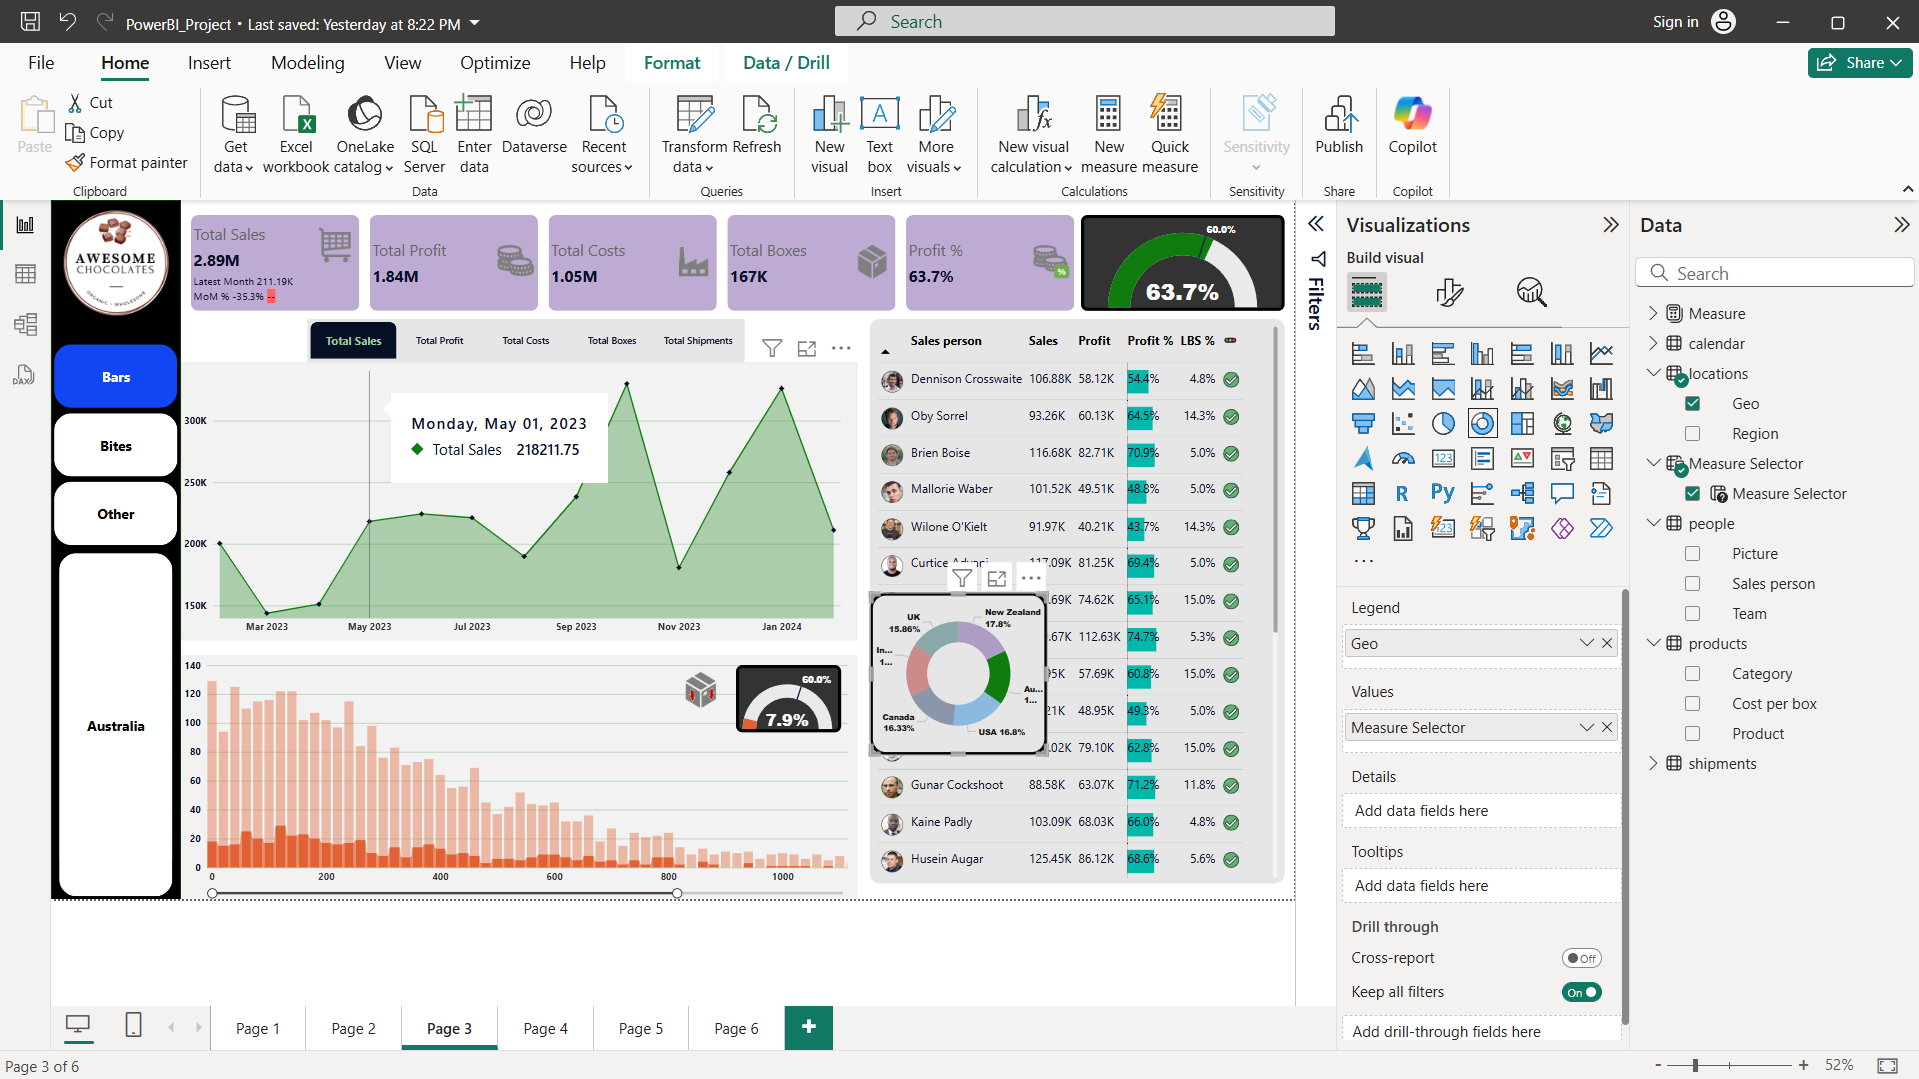 PowerBI_Project • Last saved: Yesterday at 8:22 PM
Search
Sign in
File
Home
Insert
Modeling
View
Optimize
Help
Format
Data / Drill
Share
Paste
Cut
Copy
Format painter
Clipboard
Get data
Excel workbook
OneLake catalog
SQL Server
Enter data
Dataverse
Recent sources
Data
Transform data
Refresh
Queries
New visual
Text box
More visuals
Insert
New visual calculation
New measure
Quick measure
Calculations
Sensitivity
Sensitivity
Publish
Share
Copilot
Copilot
AWESOME
CHOCOLATES
ORGANIC - WHOLESOME
Bars
Bites
Other
Australia
Total Sales
2.89M
Latest Month 211.19K
MoM % -35.3% --
Total Profit
1.84M
Total Costs
1.05M
Total Boxes
167K
Profit %
63.7%
60.0%
63.7%
Total Sales Total Profit Total Costs Total Boxes Total Shipments
300K
250K
200K
150K
Monday, May 01, 2023
Total Sales 218211.75
Mar 2023 May 2023 Jul 2023 Sep 2023 Nov 2023 Jan 2024
140
120
100
80
60
40
20
0
0 200 400 600 800 1000
60.0%
7.9%
Sales person Sales Profit Profit % LBS %
Dennison Crosswaite 106.88K 58.12K 54.4% 4.8%
Oby Sorrel 93.26K 60.13K 64.5% 14.3%
Brien Boise 116.68K 82.71K 70.9% 5.0%
Mallorie Waber 101.52K 49.51K 48.8% 5.0%
Wilone O'Kielt 91.97K 40.21K 43.7% 14.3%
Curtice 117.09K 81.25K 69.4% 5.0%
.69K 74.62K 65.1% 15.0%
.67K 112.63K 74.7% 5.3%
95K 57.69K 60.8% 15.0%
21K 48.95K 49.3% 5.0%
.02K 79.10K 62.8% 15.0%
Gunar Cockshoot 88.58K 63.07K 71.2% 11.8%
Kaine Padly 103.09K 68.03K 66.0% 4.8%
Husein Augar 125.45K 86.12K 68.6% 5.6%
UK
15.86%
New Zealand
17.8%
In...
1...
Au...
1...
Canada
16.33%
USA 16.8%
Filters
Visualizations
Build visual
R
Py
123
123
...
Legend
Geo
Values
Measure Selector
Details
Add data fields here
Tooltips
Add data fields here
Drill through
Cross-report Off
Keep all filters On
Add drill-through fields here
Data
Search
Measure
calendar
locations
Geo
Region
Measure Selector
Measure Selector
people
Picture
Sales person
Team
products
Category
Cost per box
Product
shipments
DAX
Page 1 Page 2 Page 3 Page 4 Page 5 Page 6 +
Page 3 of 6
- + 52%